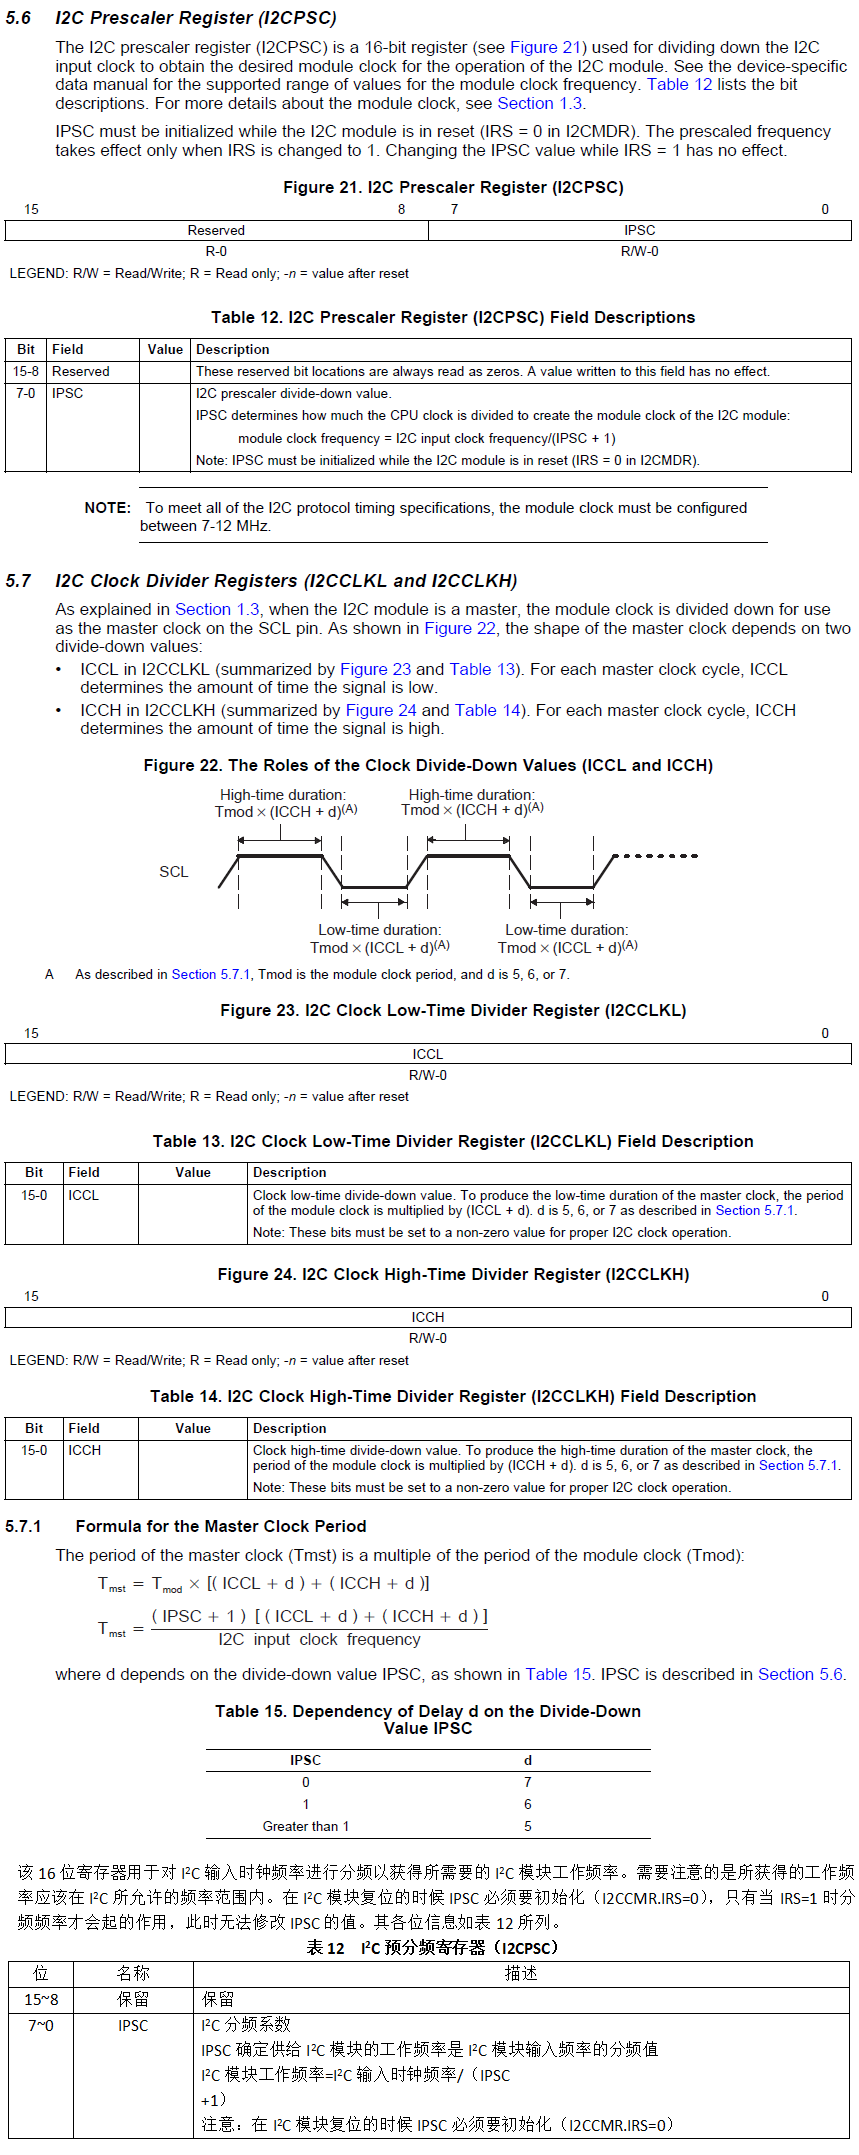 5.6 I2C Prescaler Register (I2CPSC)
The I2C prescaler register (I2CPSC) is a 16-bit register (see Figure 21) used for dividing down the I2C
input clock to obtain the desired module clock for the operation of the I2C module. See the device-specific
data manual for the supported range of values for the module clock frequency. Table 12 lists the bit
descriptions. For more details about the module clock, see Section 1.3.
IPSC must be initialized while the I2C module is in reset (IRS = 0 in I2CMDR). The prescaled frequency
takes effect only when IRS is changed to 1. Changing the IPSC value while IRS = 1 has no effect.
Figure 21. I2C Prescaler Register (I2CPSC)
15 8 7 0
Reserved IPSC
R-0 R/W-0
LEGEND: R/W = Read/Write; R = Read only; -n = value after reset
Table 12. I2C Prescaler Register (I2CPSC) Field Descriptions
Bit Field Value Description
15-8 Reserved These reserved bit locations are always read as zeros. A value written to this field has no effect.
7-0 IPSC I2C prescaler divide-down value.
IPSC determines how much the CPU clock is divided to create the module clock of the I2C module:
module clock frequency = I2C input clock frequency/(IPSC + 1)
Note: IPSC must be initialized while the I2C module is in reset (IRS = 0 in I2CMDR).
NOTE: To meet all of the I2C protocol timing specifications, the module clock must be configured
between 7-12 MHz.
5.7 I2C Clock Divider Registers (I2CCLKL and I2CCLKH)
As explained in Section 1.3, when the I2C module is a master, the module clock is divided down for use
as the master clock on the SCL pin. As shown in Figure 22, the shape of the master clock depends on two
divide-down values:
• ICCL in I2CCLKL (summarized by Figure 23 and Table 13). For each master clock cycle, ICCL
determines the amount of time the signal is low.
• ICCH in I2CCLKH (summarized by Figure 24 and Table 14). For each master clock cycle, ICCH
determines the amount of time the signal is high.
Figure 22. The Roles of the Clock Divide-Down Values (ICCL and ICCH)
High-time duration: High-time duration:
Tmod × (ICCH + d)(A) Tmod × (ICCH + d)(A)
SCL
Low-time duration: Low-time duration:
Tmod × (ICCL + d)(A) Tmod × (ICCL + d)(A)
A As described in Section 5.7.1, Tmod is the module clock period, and d is 5, 6, or 7.
Figure 23. I2C Clock Low-Time Divider Register (I2CCLKL)
15 0
ICCL
R/W-0
LEGEND: R/W = Read/Write; R = Read only; -n = value after reset
Table 13. I2C Clock Low-Time Divider Register (I2CCLKL) Field Description
Bit Field Value Description
15-0 ICCL Clock low-time divide-down value. To produce the low-time duration of the master clock, the period
of the module clock is multiplied by (ICCL + d). d is 5, 6, or 7 as described in Section 5.7.1.
Note: These bits must be set to a non-zero value for proper I2C clock operation.
Figure 24. I2C Clock High-Time Divider Register (I2CCLKH)
15 0
ICCH
R/W-0
LEGEND: R/W = Read/Write; R = Read only; -n = value after reset
Table 14. I2C Clock High-Time Divider Register (I2CCLKH) Field Description
Bit Field Value Description
15-0 ICCH Clock high-time divide-down value. To produce the high-time duration of the master clock, the
period of the module clock is multiplied by (ICCH + d). d is 5, 6, or 7 as described in Section 5.7.1.
Note: These bits must be set to a non-zero value for proper I2C clock operation.
5.7.1 Formula for the Master Clock Period
The period of the master clock (Tmst) is a multiple of the period of the module clock (Tmod):
Tmst = Tmod × [( ICCL + d ) + ( ICCH + d )]
( IPSC + 1 ) [ ( ICCL + d ) + ( ICCH + d ) ]
Tmst =
I2C input clock frequency
where d depends on the divide-down value IPSC, as shown in Table 15. IPSC is described in Section 5.6.
Table 15. Dependency of Delay d on the Divide-Down
Value IPSC
IPSC d
0 7
1 6
Greater than 1 5
该 16 位寄存器用于对 I²C 输入时钟频率进行分频以获得所需要的 I²C 模块工作频率。需要注意的是所获得的工作频
率应该在 I²C 所允许的频率范围内。在 I²C 模块复位的时候 IPSC 必须要初始化（I2CCMR.IRS=0），只有当 IRS=1 时分
频频率才会起的作用，此时无法修改 IPSC 的值。其各位信息如表 12 所列。
表 12 I²C 预分频寄存器（I2CPSC）
位 名称 描述
15~8 保留 保留
7~0 IPSC I²C 分频系数
IPSC 确定供给 I²C 模块的工作频率是 I²C 模块输入频率的分频值
I²C 模块工作频率=I²C 输入时钟频率/（IPSC
+1）
注意：在 I²C 模块复位的时候 IPSC 必须要初始化（I2CCMR.IRS=0）